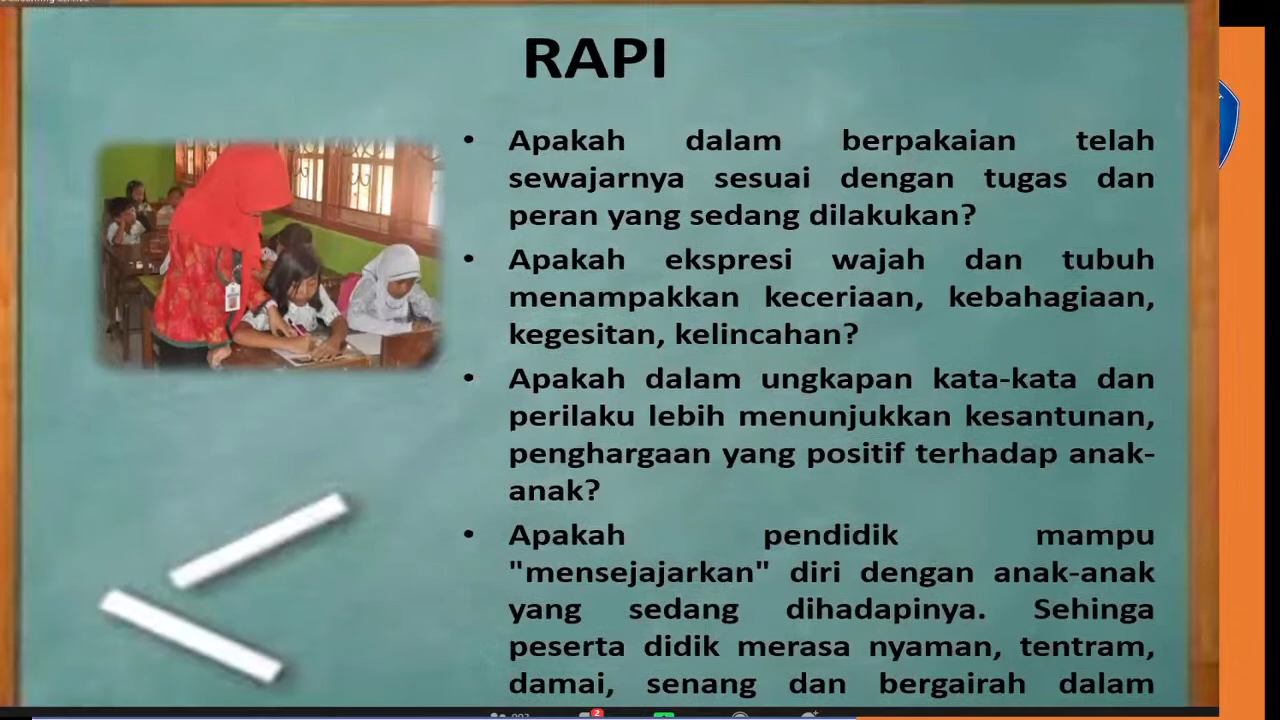 RAPI
• Apakah dalam berpakaian telah
sewajarnya sesuai dengan tugas dan
peran yang sedang dilakukan?
• Apakah ekspresi wajah dan tubuh
menampakkan keceriaan, kebahagiaan,
kegesitan, kelincahan?
• Apakah dalam ungkapan kata-kata dan
perilaku lebih menunjukkan kesantunan,
penghargaan yang positif terhadap anak-
anak?
• Apakah pendidik mampu
"mensejajarkan" diri dengan anak-anak
yang sedang dihadapinya. Sehinga
peserta didik merasa nyaman, tentram,
damai, senang dan bergairah dalam
2